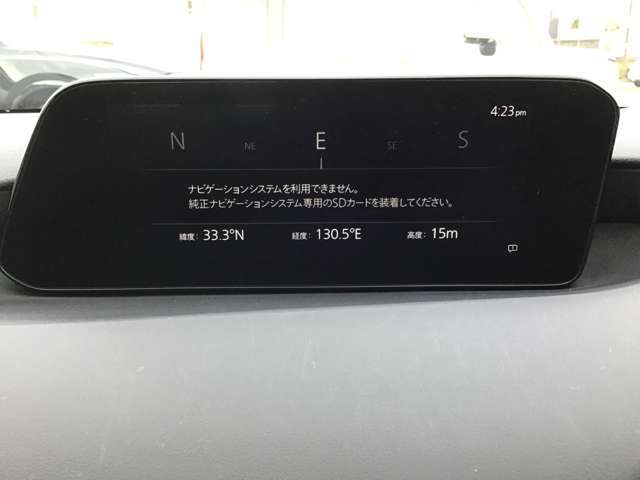 4:23pm
N NE E SE S
ナビゲーションシステムを利用できません。
純正ナビゲーションシステム専用のSDカードを装着してください。
緯度: 33.3°N 経度: 130.5°E 高度: 15m